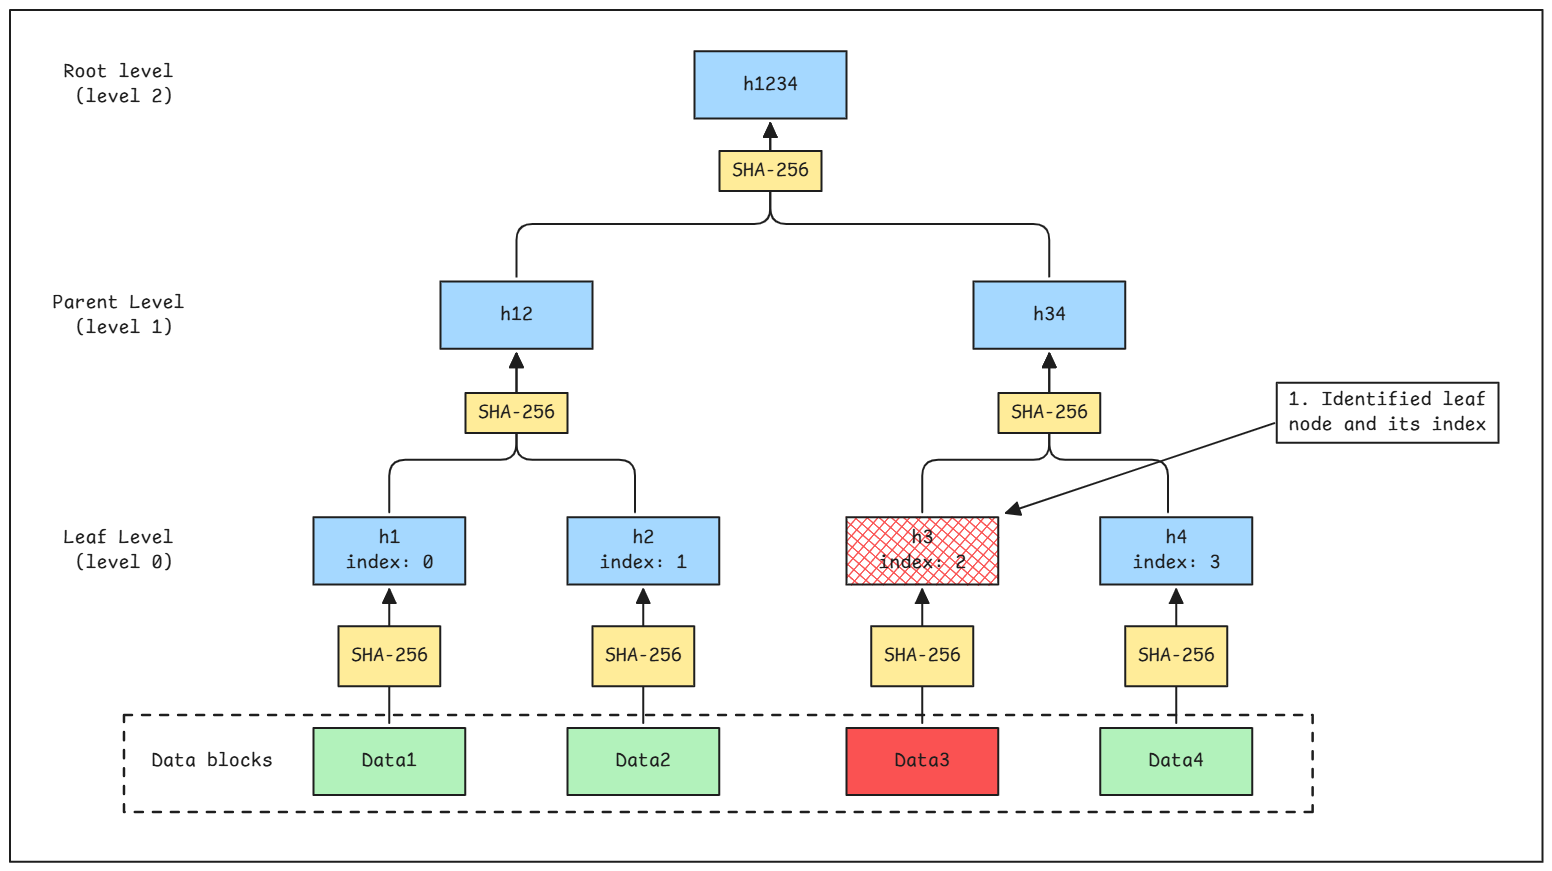 Root level
(level 2)
h1234
SHA-256
Parent Level
(level 1)
h12
h34
SHA-256
SHA-256
1. Identified leaf
node and its index
Leaf Level
(level 0)
h1
index: 0
h2
index: 1
h3
index: 2
h4
index: 3
SHA-256
SHA-256
SHA-256
SHA-256
Data blocks
Data1
Data2
Data3
Data4